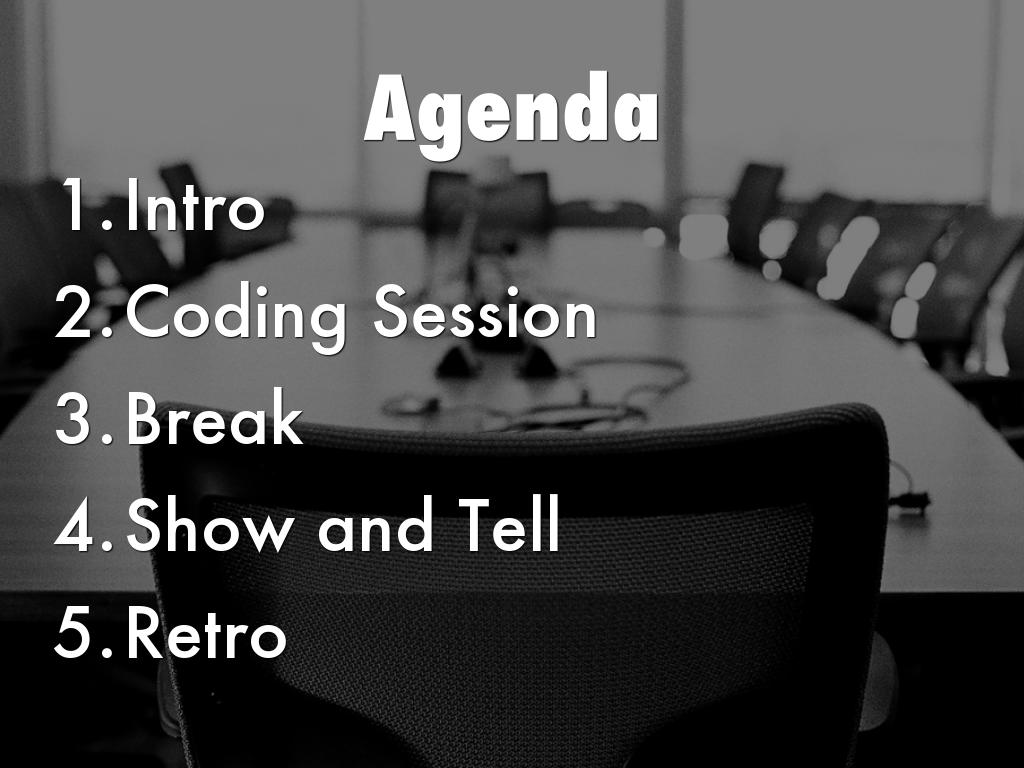 Agenda
1. Intro
2. Coding Session
3. Break
4. Show and Tell
5. Retro